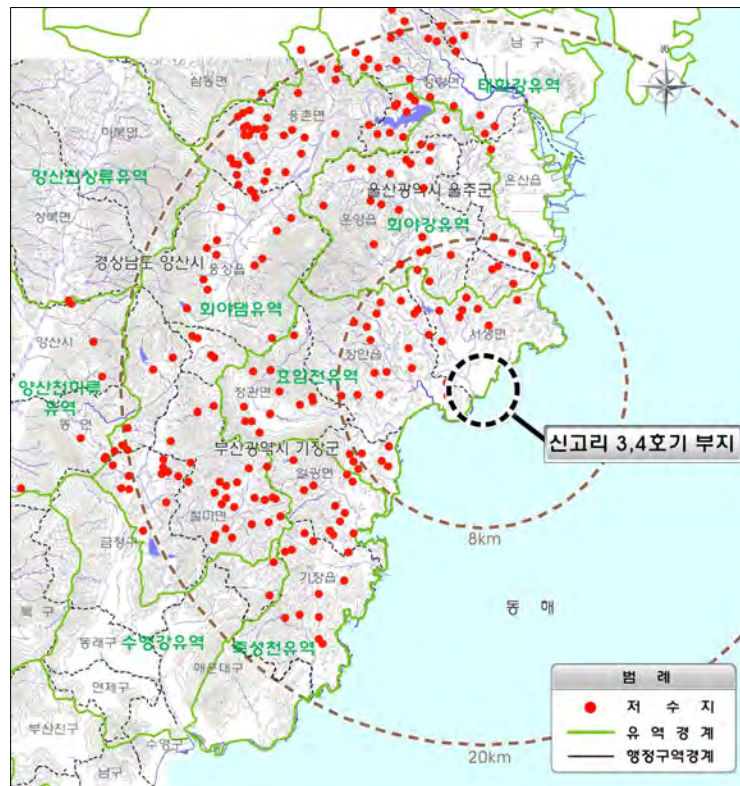 남 구
삼동면
청량면
태화강유역
웅촌면
마북면
양산천상류유역
울산광역시 울주군
온산읍
상북면
온양읍
회야강유역
경상남도 양산시
웅상읍
회야댐유역
서생면
양산시
장안읍
효암천유역
정관면
양산천하류
유역
동 면
부산광역시 기장군
신고리 3,4호기 부지
일광면
철마면
8km
금정구
기장읍
동 해
북 구
동래구
수영강유역
죽성천유역
해운대구
연제구
부산진구
수영구
남구
20km
범 례
저 수 지
유 역 경 계
행정구역경계